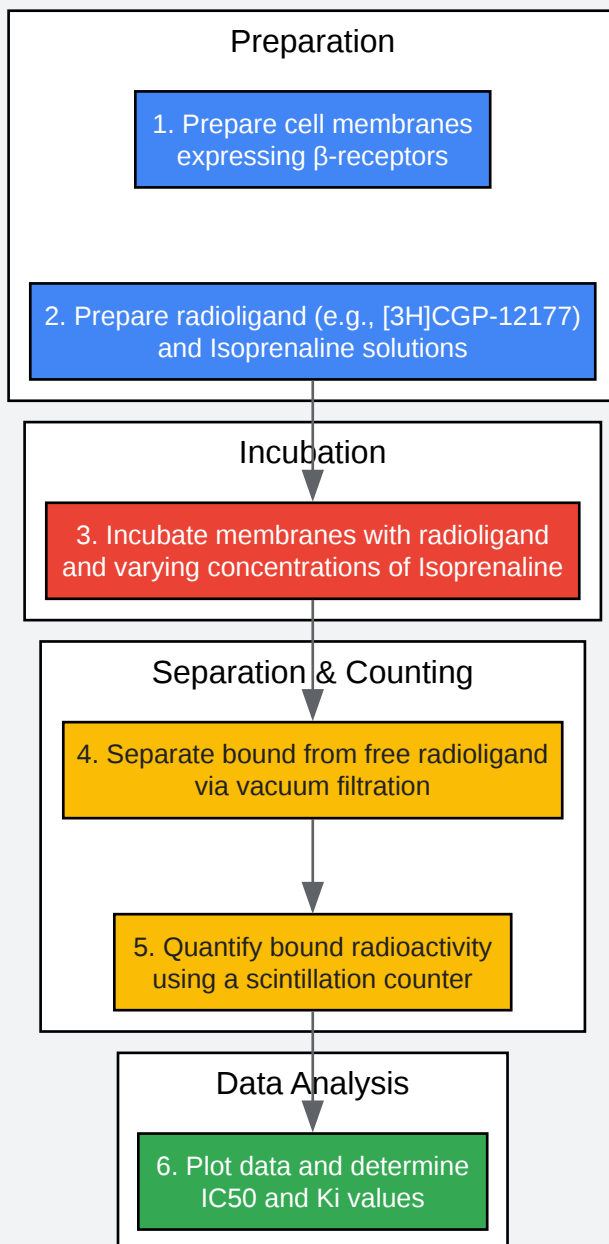 Preparation
1. Prepare cell membranes
expressing β-receptors
2. Prepare radioligand (e.g., [3H]CGP-12177)
and Isoprenaline solutions
Incubation
3. Incubate membranes with radioligand
and varying concentrations of Isoprenaline
Separation & Counting
4. Separate bound from free radioligand
via vacuum filtration
5. Quantify bound radioactivity
using a scintillation counter
Data Analysis
6. Plot data and determine
IC50 and Ki values